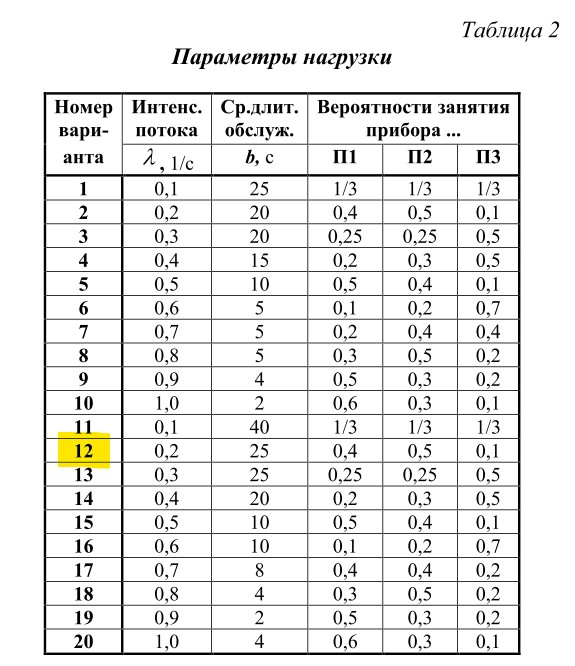 Таблица 2
Параметры нагрузки
Номер вари- анта Интенс. потока λ, 1/с Ср.длит. обслуж. b, с Вероятности занятия прибора ... П1 П2 П3
1 0,1 25 1/3 1/3 1/3
2 0,2 20 0,4 0,5 0,1
3 0,3 20 0,25 0,25 0,5
4 0,4 15 0,2 0,3 0,5
5 0,5 10 0,5 0,4 0,1
6 0,6 5 0,1 0,2 0,7
7 0,7 5 0,2 0,4 0,4
8 0,8 5 0,3 0,5 0,2
9 0,9 4 0,5 0,3 0,2
10 1,0 2 0,6 0,3 0,1
11 0,1 40 1/3 1/3 1/3
12 0,2 25 0,4 0,5 0,1
13 0,3 25 0,25 0,25 0,5
14 0,4 20 0,2 0,3 0,5
15 0,5 10 0,5 0,4 0,1
16 0,6 10 0,1 0,2 0,7
17 0,7 8 0,4 0,4 0,2
18 0,8 4 0,3 0,5 0,2
19 0,9 2 0,5 0,3 0,2
20 1,0 4 0,6 0,3 0,1